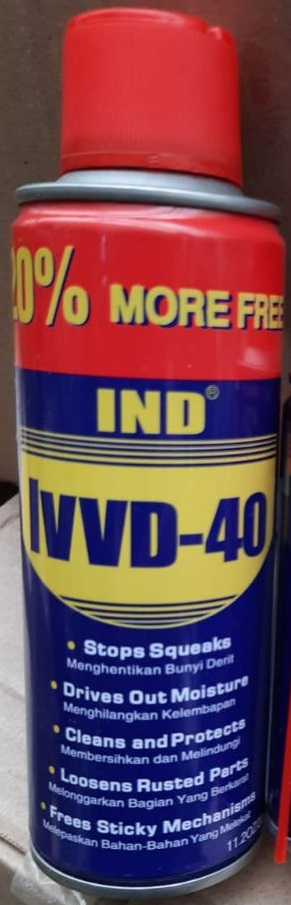 20% MORE FREE
IND®
IVVD-40
• Stops Squeaks
Menghentikan Bunyi Derit
• Drives Out Moisture
Menghilangkan Kelembapan
• Cleans and Protects
Membersihkan dan Melindungi
• Loosens Rusted Parts
Melonggarkan Bagian Yang Berkarat
• Frees Sticky Mechanisms
Melepaskan Bahan-Bahan Yang Melekat